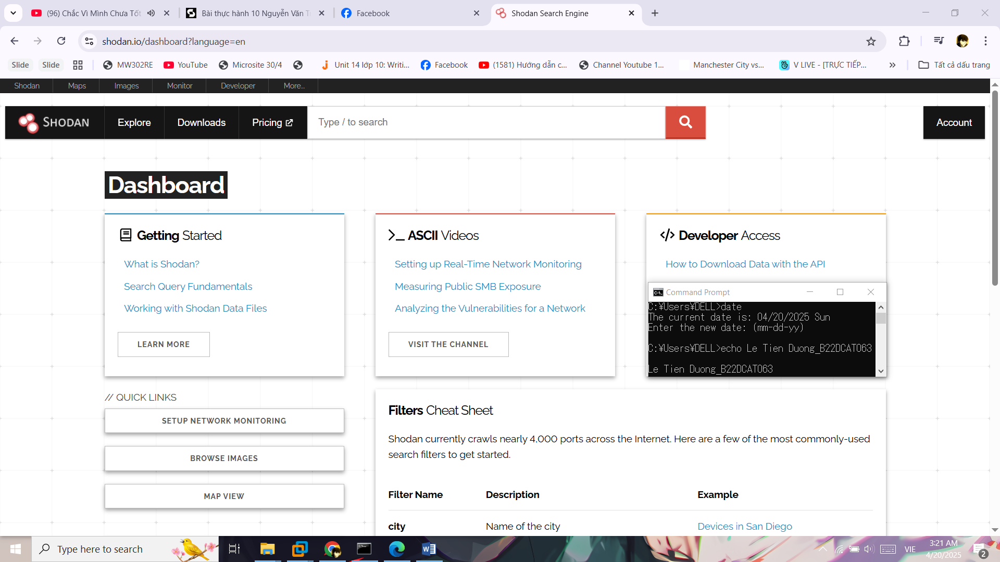 (96) Chắc Vì Mình Chưa Tốt
Bài thực hành 10 Nguyễn Văn T
Facebook
Shodan Search Engine
shodan.io/dashboard?language=en
Slide
Slide
MW302RE
YouTube
Microsite 30/4
Unit 14 lớp 10: Writi...
Facebook
(1581) Hướng dẫn c...
Channel Youtube 1...
Manchester City vs...
V LIVE - [TRỰC TIẾP...
Tất cả dấu trang
Shodan
Maps
Images
Monitor
Developer
More...
SHODAN
Explore
Downloads
Pricing
Type / to search
Account
Dashboard
Getting Started
What is Shodan?
Search Query Fundamentals
Working with Shodan Data Files
LEARN MORE
ASCII Videos
Setting up Real-Time Network Monitoring
Measuring Public SMB Exposure
Analyzing the Vulnerabilities for a Network
VISIT THE CHANNEL
Developer Access
How to Download Data with the API
Command Prompt
C:¥Users¥DELL>date
The current date is: 04/20/2025 Sun
Enter the new date: (mm-dd-yy)
C:¥Users¥DELL>echo Le Tien Duong_B22DCAT063
Le Tien Duong_B22DCAT063
// QUICK LINKS
SETUP NETWORK MONITORING
BROWSE IMAGES
MAP VIEW
Filters Cheat Sheet
Shodan currently crawls nearly 4,000 ports across the Internet. Here are a few of the most commonly-used
search filters to get started.
Filter Name Description Example
city Name of the city Devices in San Diego
Type here to search
VIE
3:21 AM
4/20/2025
2